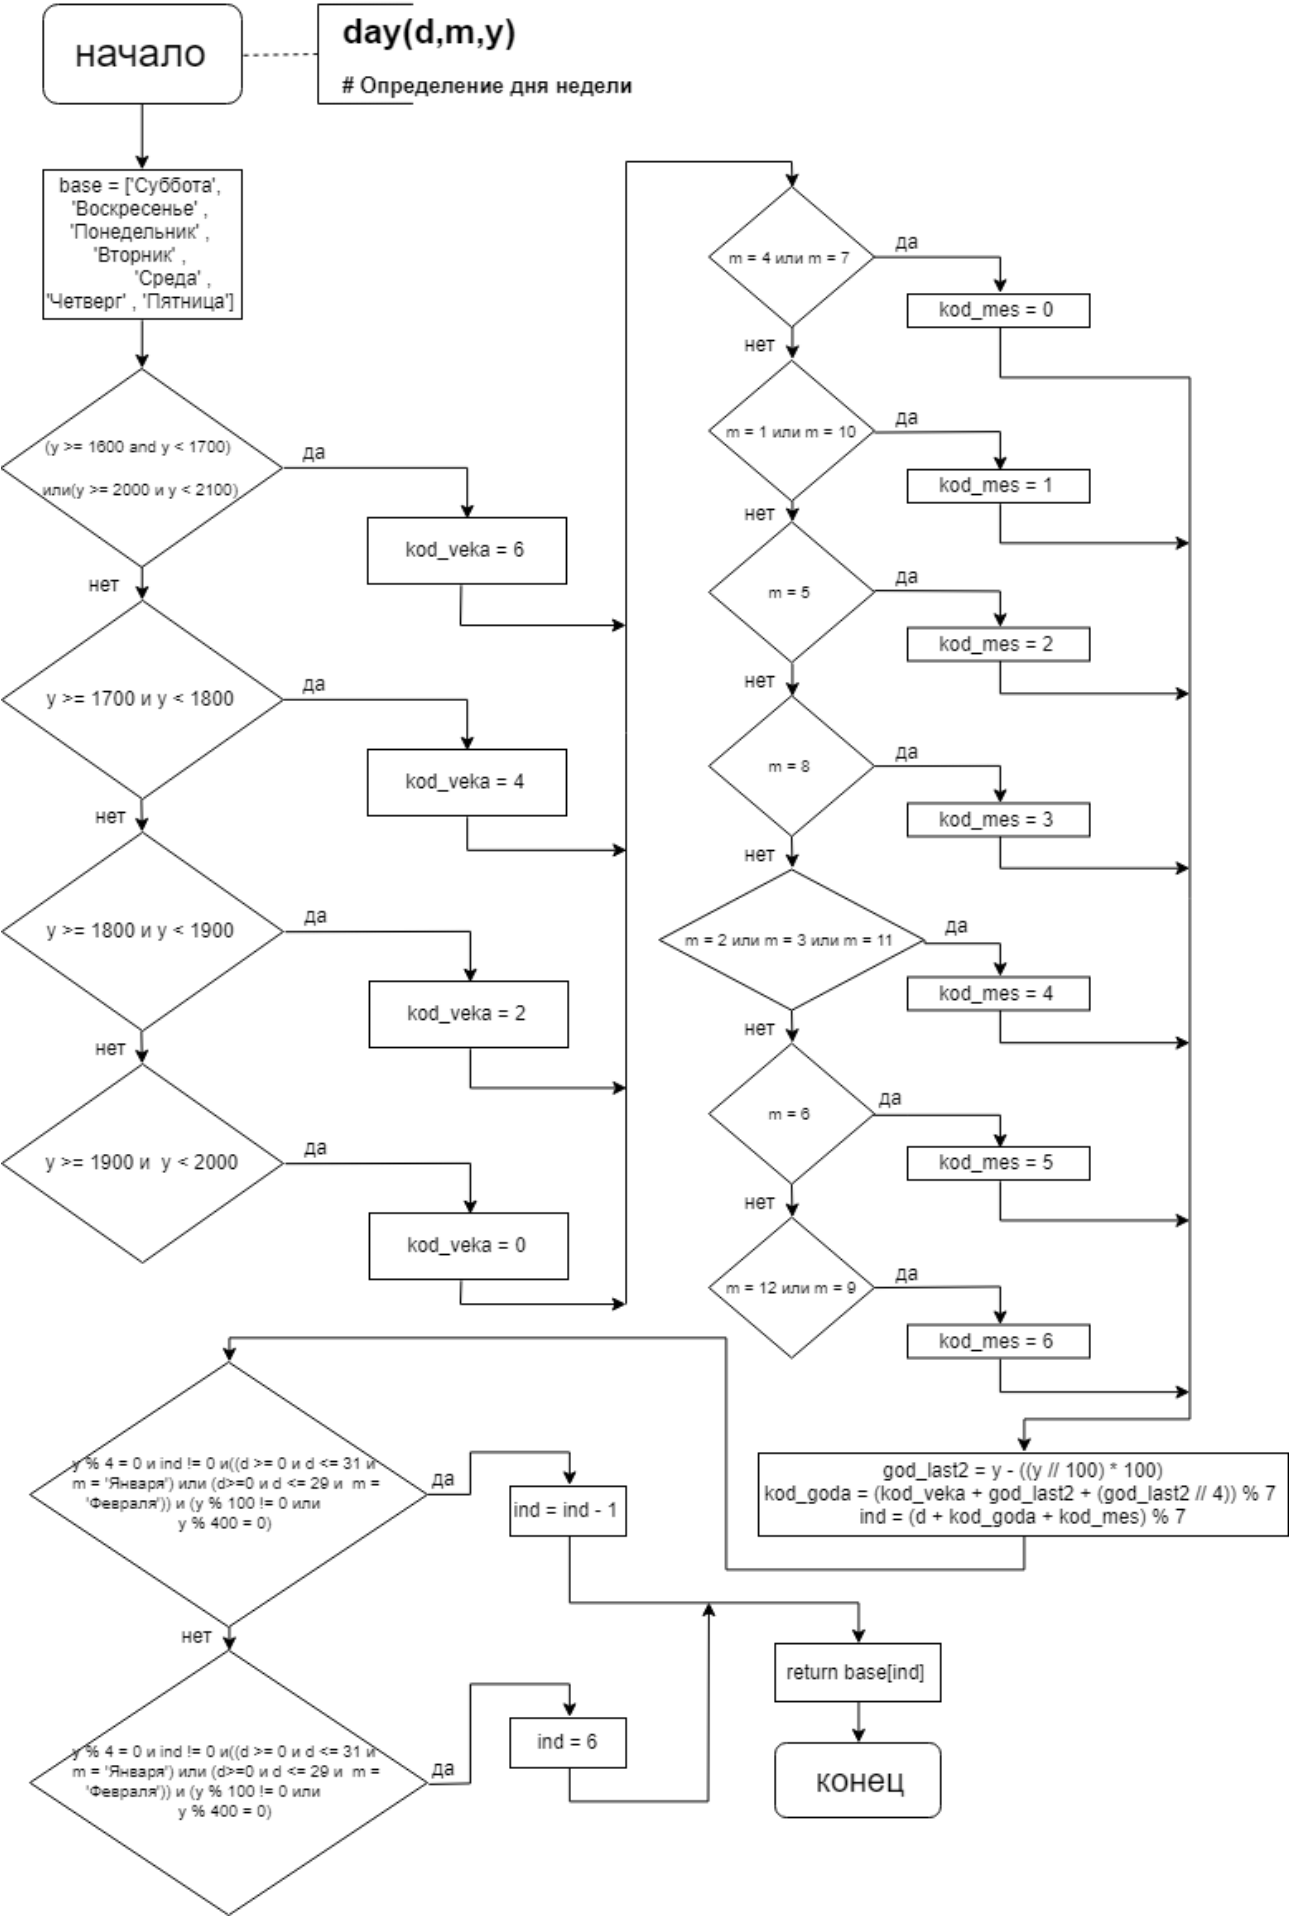 начало
day(d,m,y)
# Определение дня недели
base = ['Суббота',
'Воскресенье' ,
'Понедельник' ,
'Вторник' ,
'Среда' ,
'Четверг' , 'Пятница']
(y >= 1600 and y < 1700)
или(y >= 2000 и y < 2100)
да
kod_veka = 6
нет
y >= 1700 и y < 1800
да
kod_veka = 4
нет
y >= 1800 и y < 1900
да
kod_veka = 2
нет
y >= 1900 и y < 2000
да
kod_veka = 0
m = 4 или m = 7
да
kod_mes = 0
нет
m = 1 или m = 10
да
kod_mes = 1
нет
m = 5
да
kod_mes = 2
нет
m = 8
да
kod_mes = 3
нет
m = 2 или m = 3 или m = 11
да
kod_mes = 4
нет
m = 6
да
kod_mes = 5
нет
m = 12 или m = 9
да
kod_mes = 6
god_last2 = y - ((y // 100) * 100)
kod_goda = (kod_veka + god_last2 + (god_last2 // 4)) % 7
ind = (d + kod_goda + kod_mes) % 7
y % 4 = 0 и ind != 0 и((d >= 0 и d <= 31 и
m = 'Января') или (d>=0 и d <= 29 и m =
'Февраля')) и (y % 100 != 0 или
y % 400 = 0)
да
ind = ind - 1
нет
y % 4 = 0 и ind != 0 и((d >= 0 и d <= 31 и
m = 'Января') или (d>=0 и d <= 29 и m =
'Февраля')) и (y % 100 != 0 или
y % 400 = 0)
да
ind = 6
return base[ind]
конец